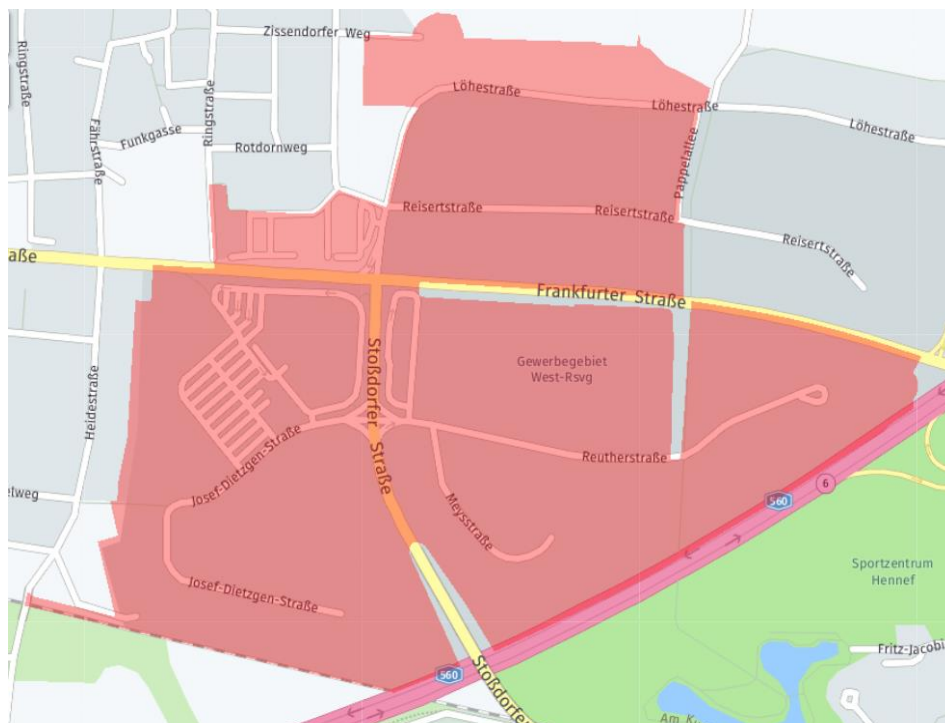 Zissendorfer Weg
Ringstraße
Fährstraße
Funkgasse
Ringstraße
Rotdornweg
Löhestraße
Löhestraße
Löhestraße
Pappelallee
Reisertstraße
Reisertstraße
Reisertstraße
aße
Frankfurter Straße
Stoßdorfer Straße
Gewerbegebiet
West-Rsvg
Heidestraße
Josef-Dietzgen-Straße
Reutherstraße
elweg
Meysstraße
560
6
Sportzentrum
Hennef
Josef-Dietzgen-Straße
Fritz-Jacobi
560
Stoßdorfer
Am K